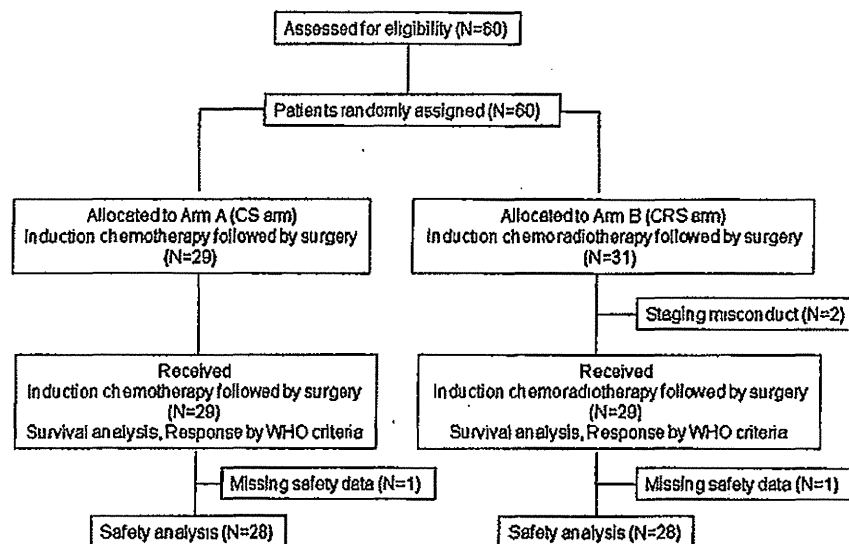 Assessed for eligibility (N=60)
Patients randomly assigned (N=60)
Allocated to Arm A (CS arm)
Induction chemotherapy followed by surgery
(N=29)
Allocated to Arm B (CRS arm)
Induction chemoradiotherapy followed by surgery
(N=31)
Staging misconduct (N=2)
Received
Induction chemotherapy followed by surgery
(N=29)
Survival analysis, Response by WHO criteria
Received
Induction chemoradiotherapy followed by surgery
(N=29)
Survival analysis, Response by WHO criteria
Missing safety data (N=1)
Missing safety data (N=1)
Safety analysis (N=28)
Safety analysis (N=28)